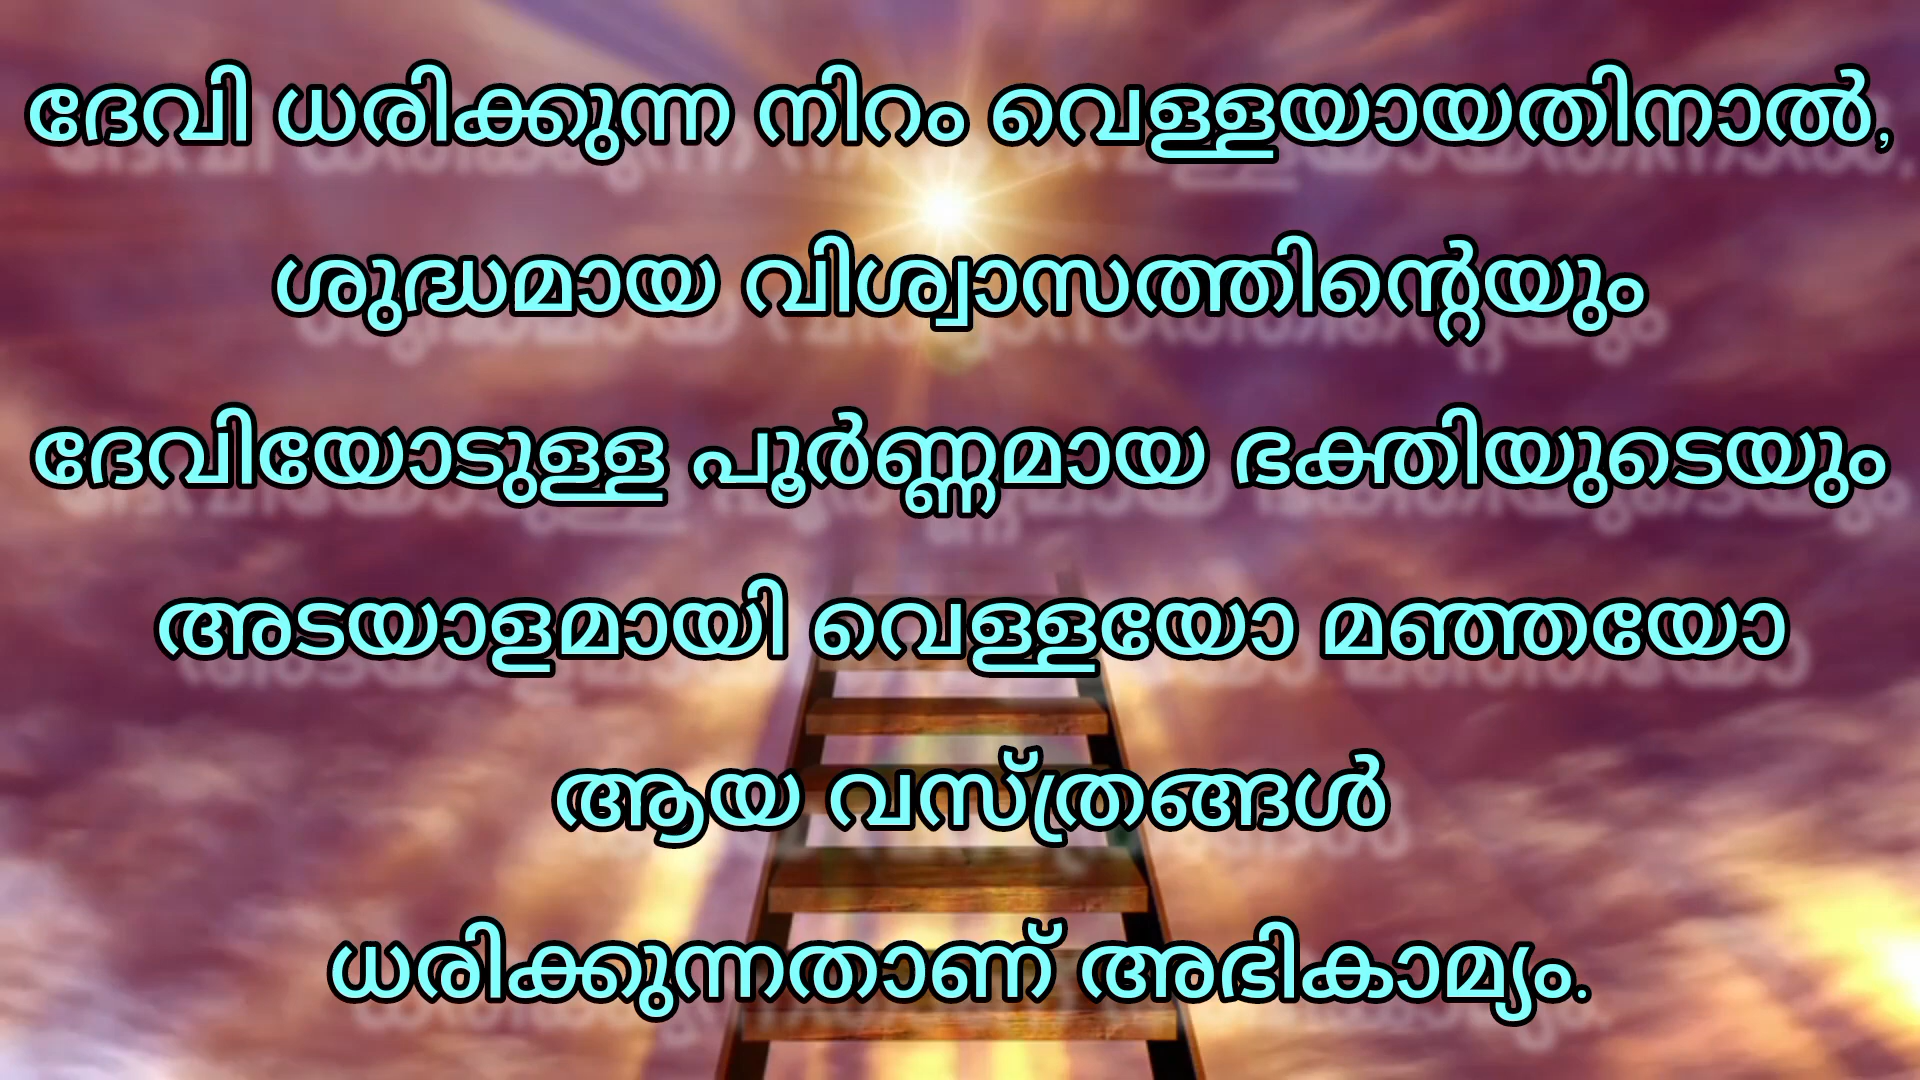 ദേവി ധരിക്കുന്ന നിറം വെള്ളയായതിനാൽ,
ശുദ്ധമായ വിശ്വാസത്തിന്റെയും
ദേവിയോടുള്ള പൂർണ്ണമായ ഭക്തിയുടെയും
അടയാളമായി വെള്ളയോ മഞ്ഞയോ
ആയ വസ്ത്രങ്ങൾ
ധരിക്കുന്നതാണ് അഭികാമ്യം.